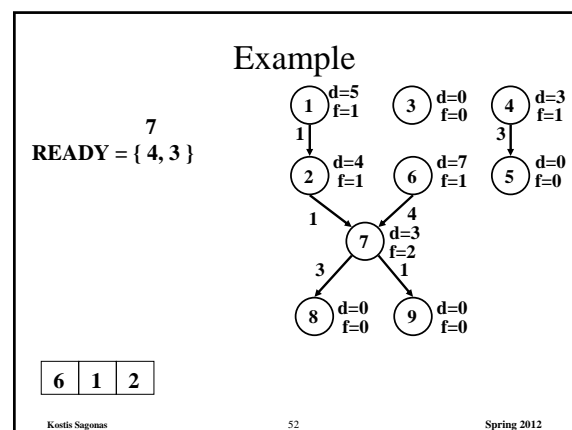 Example
7
READY = { 4, 3 }
1 d=5 f=1
3 d=0 f=0
4 d=3 f=1
1
3
2 d=4 f=1
6 d=7 f=1
5 d=0 f=0
1
4
7 d=3 f=2
3
1
8 d=0 f=0
9 d=0 f=0
6 1 2
Kostis Sagonas 52 Spring 2012